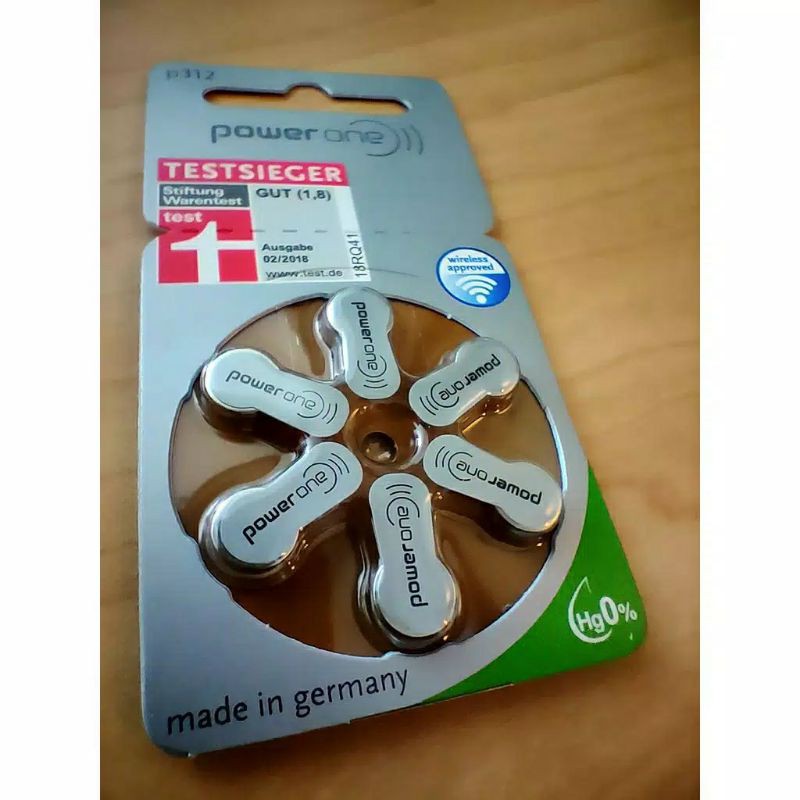 p312
power one
TESTSIEGER
Stiftung
Warentest
GUT (1,8)
test
Ausgabe
02/2018
www.test.de
18RQ41
wireless
approved
power one
power one
power one
power one
power one
power one
Hg0%
made in germany